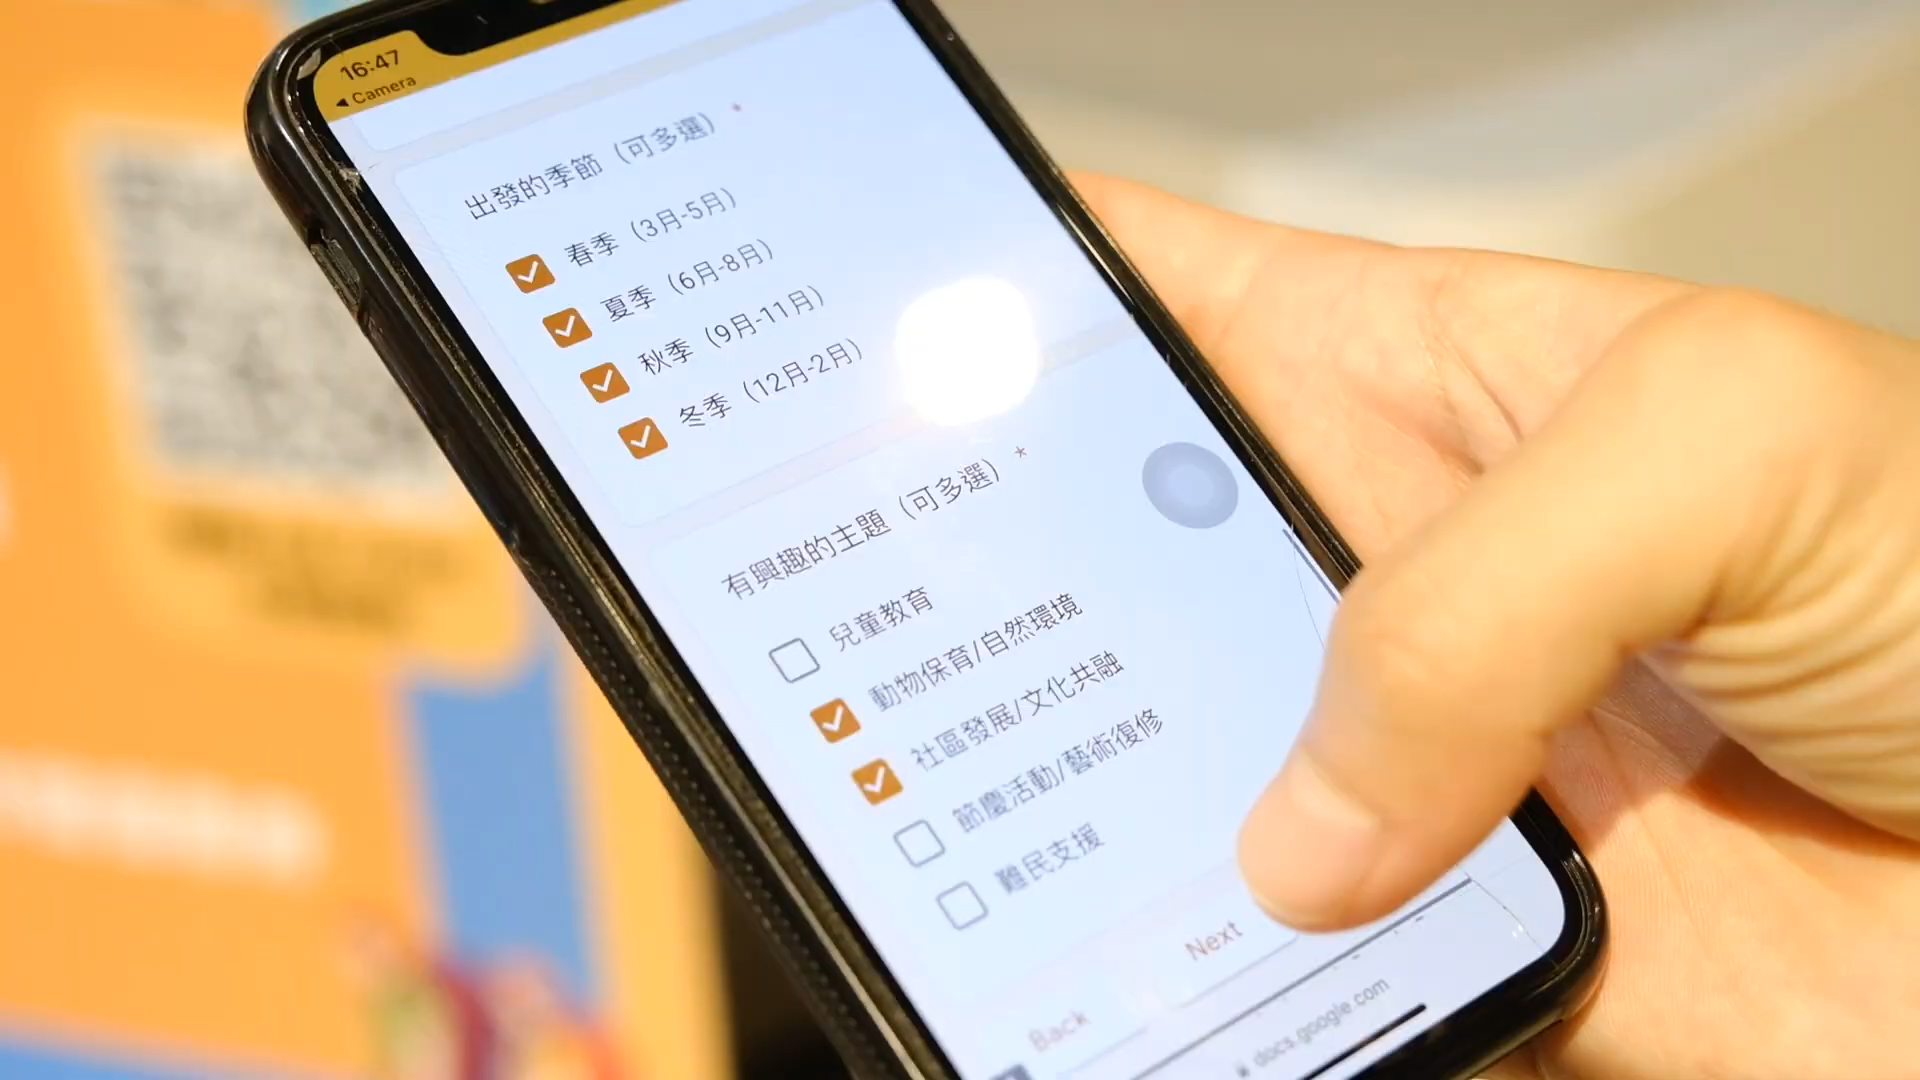 16:47
◀ Camera
出發的季節（可多選） *
春季（3月-5月）
夏季（6月-8月）
秋季（9月-11月）
冬季（12月-2月）
有興趣的主題（可多選） *
兒童教育
動物保育/自然環境
社區發展/文化共融
節慶活動/藝術復修
難民支援
Back Next
docs.google.com